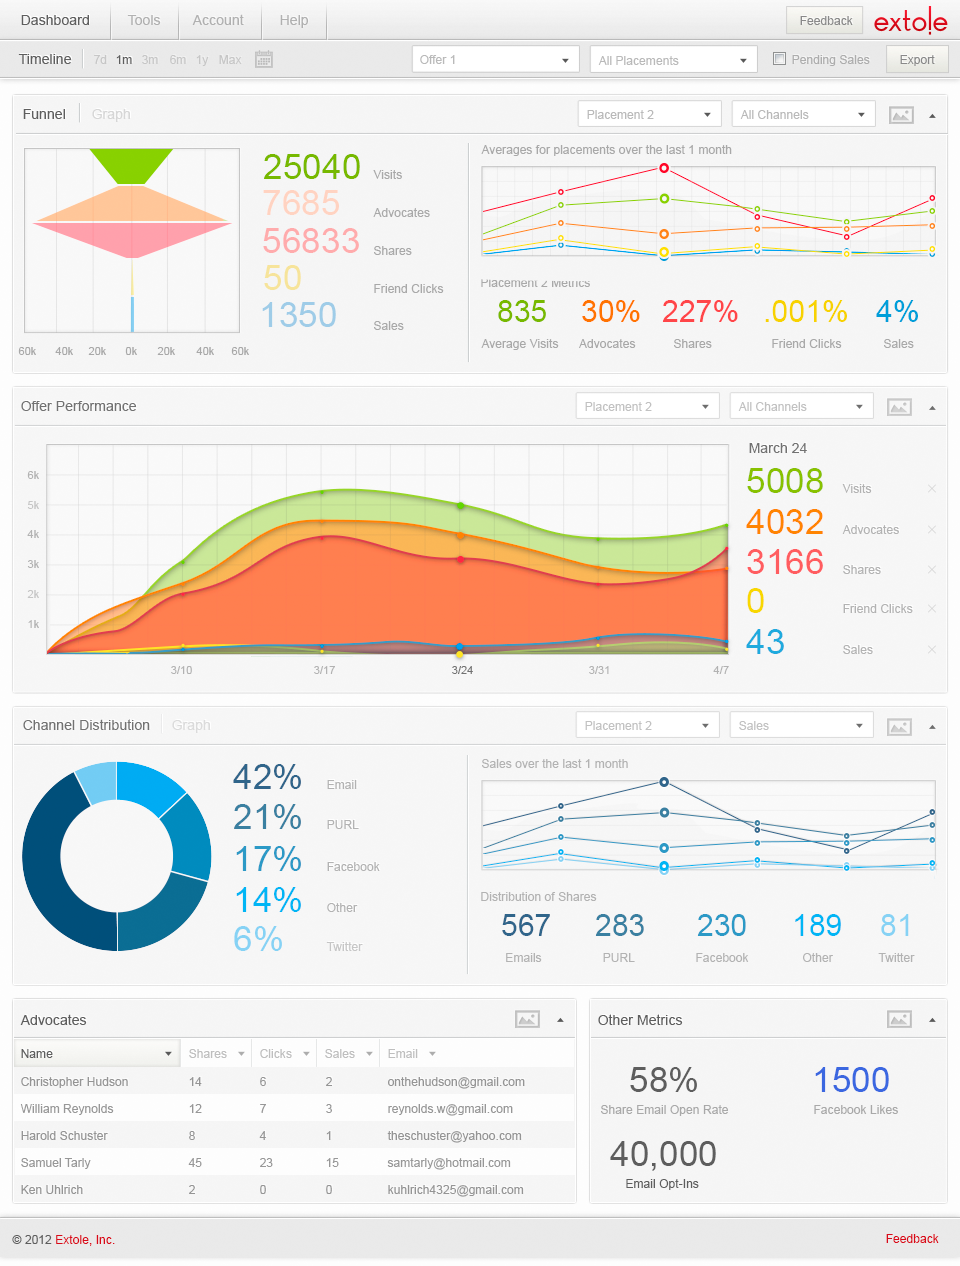 Dashboard Tools Account Help Feedback extole
Timeline 7d 1m 3m 6m 1y Max Offer 1 All Placements Pending Sales Export
Funnel Graph Placement 2 All Channels
25040 Visits
7685 Advocates
56833 Shares
50 Friend Clicks
1350 Sales
60k 40k 20k 0k 20k 40k 60k
Averages for placements over the last 1 month
Placement 2 Metrics
835 30% 227% .001% 4%
Average Visits Advocates Shares Friend Clicks Sales
Offer Performance Placement 2 All Channels
6k
5k
4k
3k
2k
1k
3/10 3/17 3/24 3/31 4/7
March 24
5008 Visits
4032 Advocates
3166 Shares
0 Friend Clicks
43 Sales
Channel Distribution Graph Placement 2 Sales
42% Email
21% PURL
17% Facebook
14% Other
6% Twitter
Sales over the last 1 month
Distribution of Shares
567 283 230 189 81
Emails PURL Facebook Other Twitter
Advocates
Name Shares Clicks Sales Email
Christopher Hudson 14 6 2 onthehudson@gmail.com
William Reynolds 12 7 3 reynolds.w@gmail.com
Harold Schuster 8 4 1 theschuster@yahoo.com
Samuel Tarly 45 23 15 samtarly@hotmail.com
Ken Uhlrich 2 0 0 kuhlrich4325@gmail.com
Other Metrics
58% 1500
Share Email Open Rate Facebook Likes
40,000
Email Opt-Ins
© 2012 Extole, Inc. Feedback